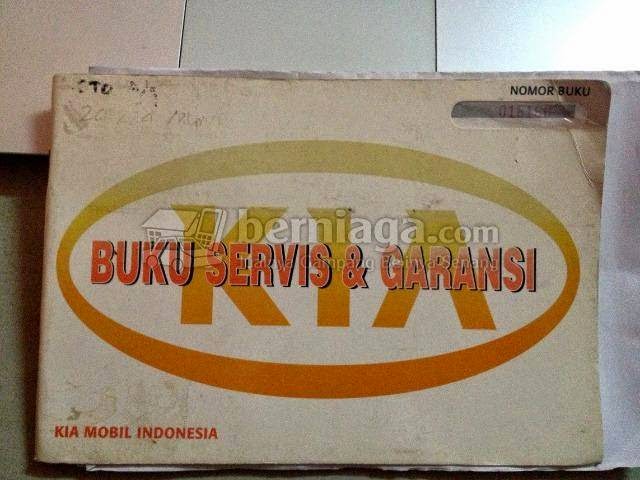 NOMOR BUKU
KIA
berniaga.com
BUKU SERVIS & GARANSI
KIA MOBIL INDONESIA